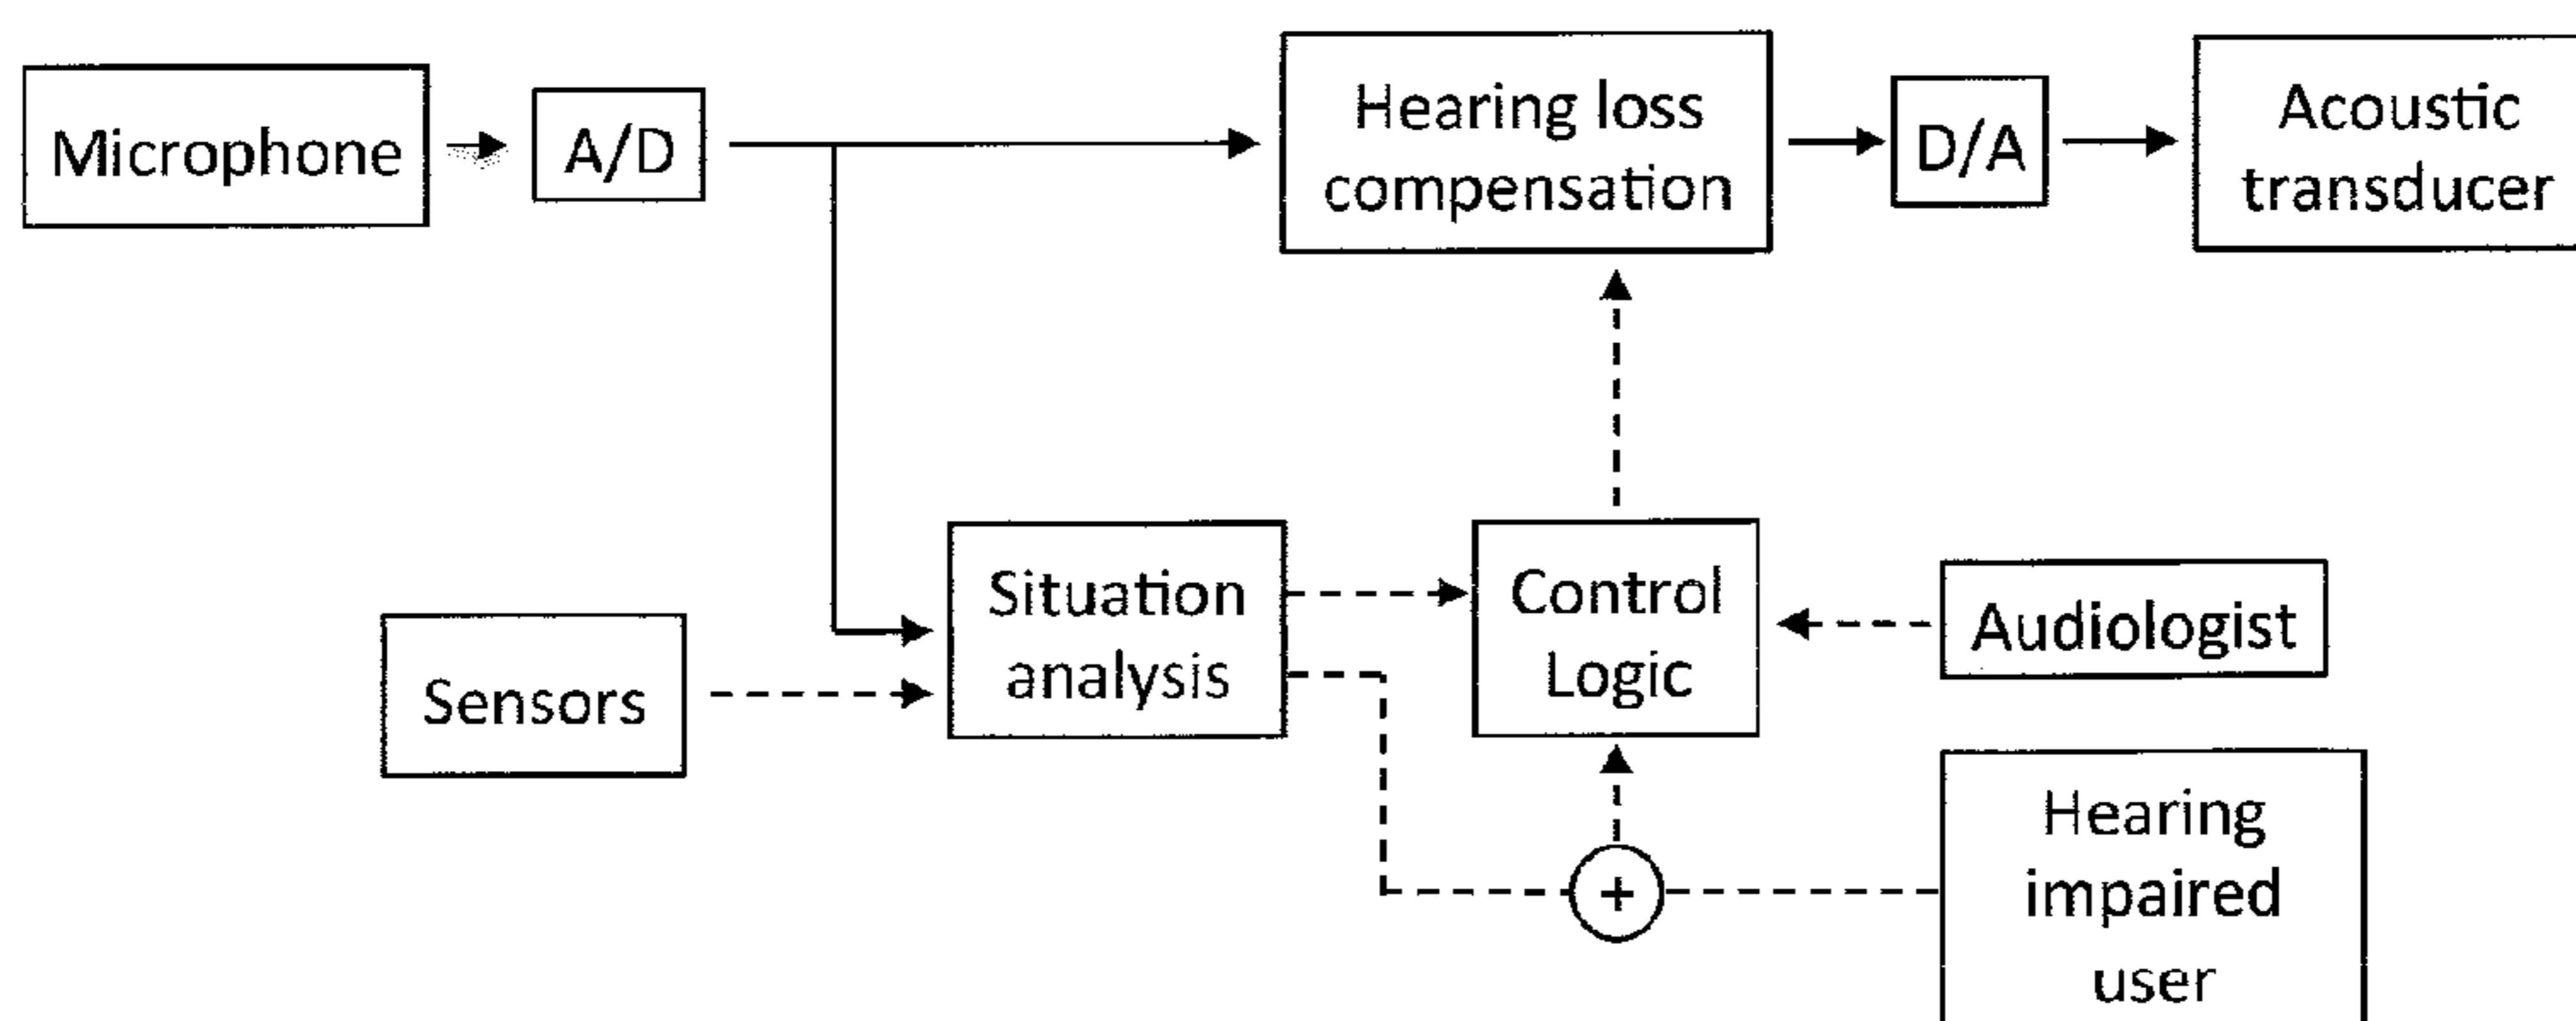 Microphone
A/D
Hearing loss
compensation
D/A
Acoustic
transducer
Sensors
Situation
analysis
Control
Logic
Audiologist
+
Hearing
impaired
user